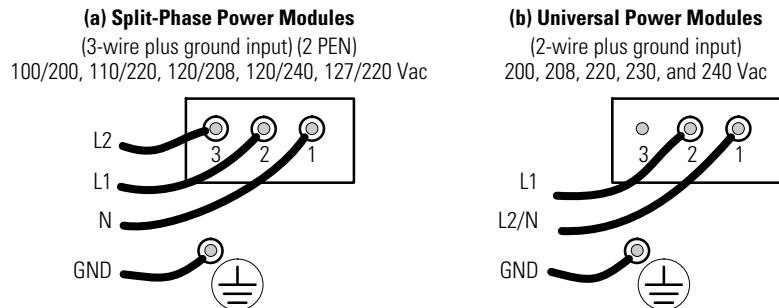 (a) Split-Phase Power Modules
(3-wire plus ground input) (2 PEN)
100/200, 110/220, 120/208, 120/240, 127/220 Vac
L2
3 2 1
L1
N
GND
(b) Universal Power Modules
(2-wire plus ground input)
200, 208, 220, 230, and 240 Vac
3 2 1
L1
L2/N
GND